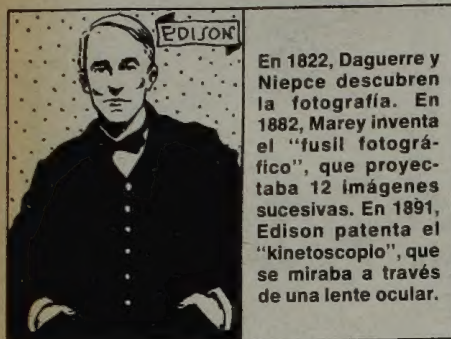 EDISON
En 1822, Daguerre y
Niepce descubren
la fotografía. En
1882, Marey inventa
el "fusil fotográ-
fico", que proyec-
taba 12 imágenes
sucesivas. En 1891,
Edison patenta el
"kinetoscopio", que
se miraba a través
de una lente ocular.